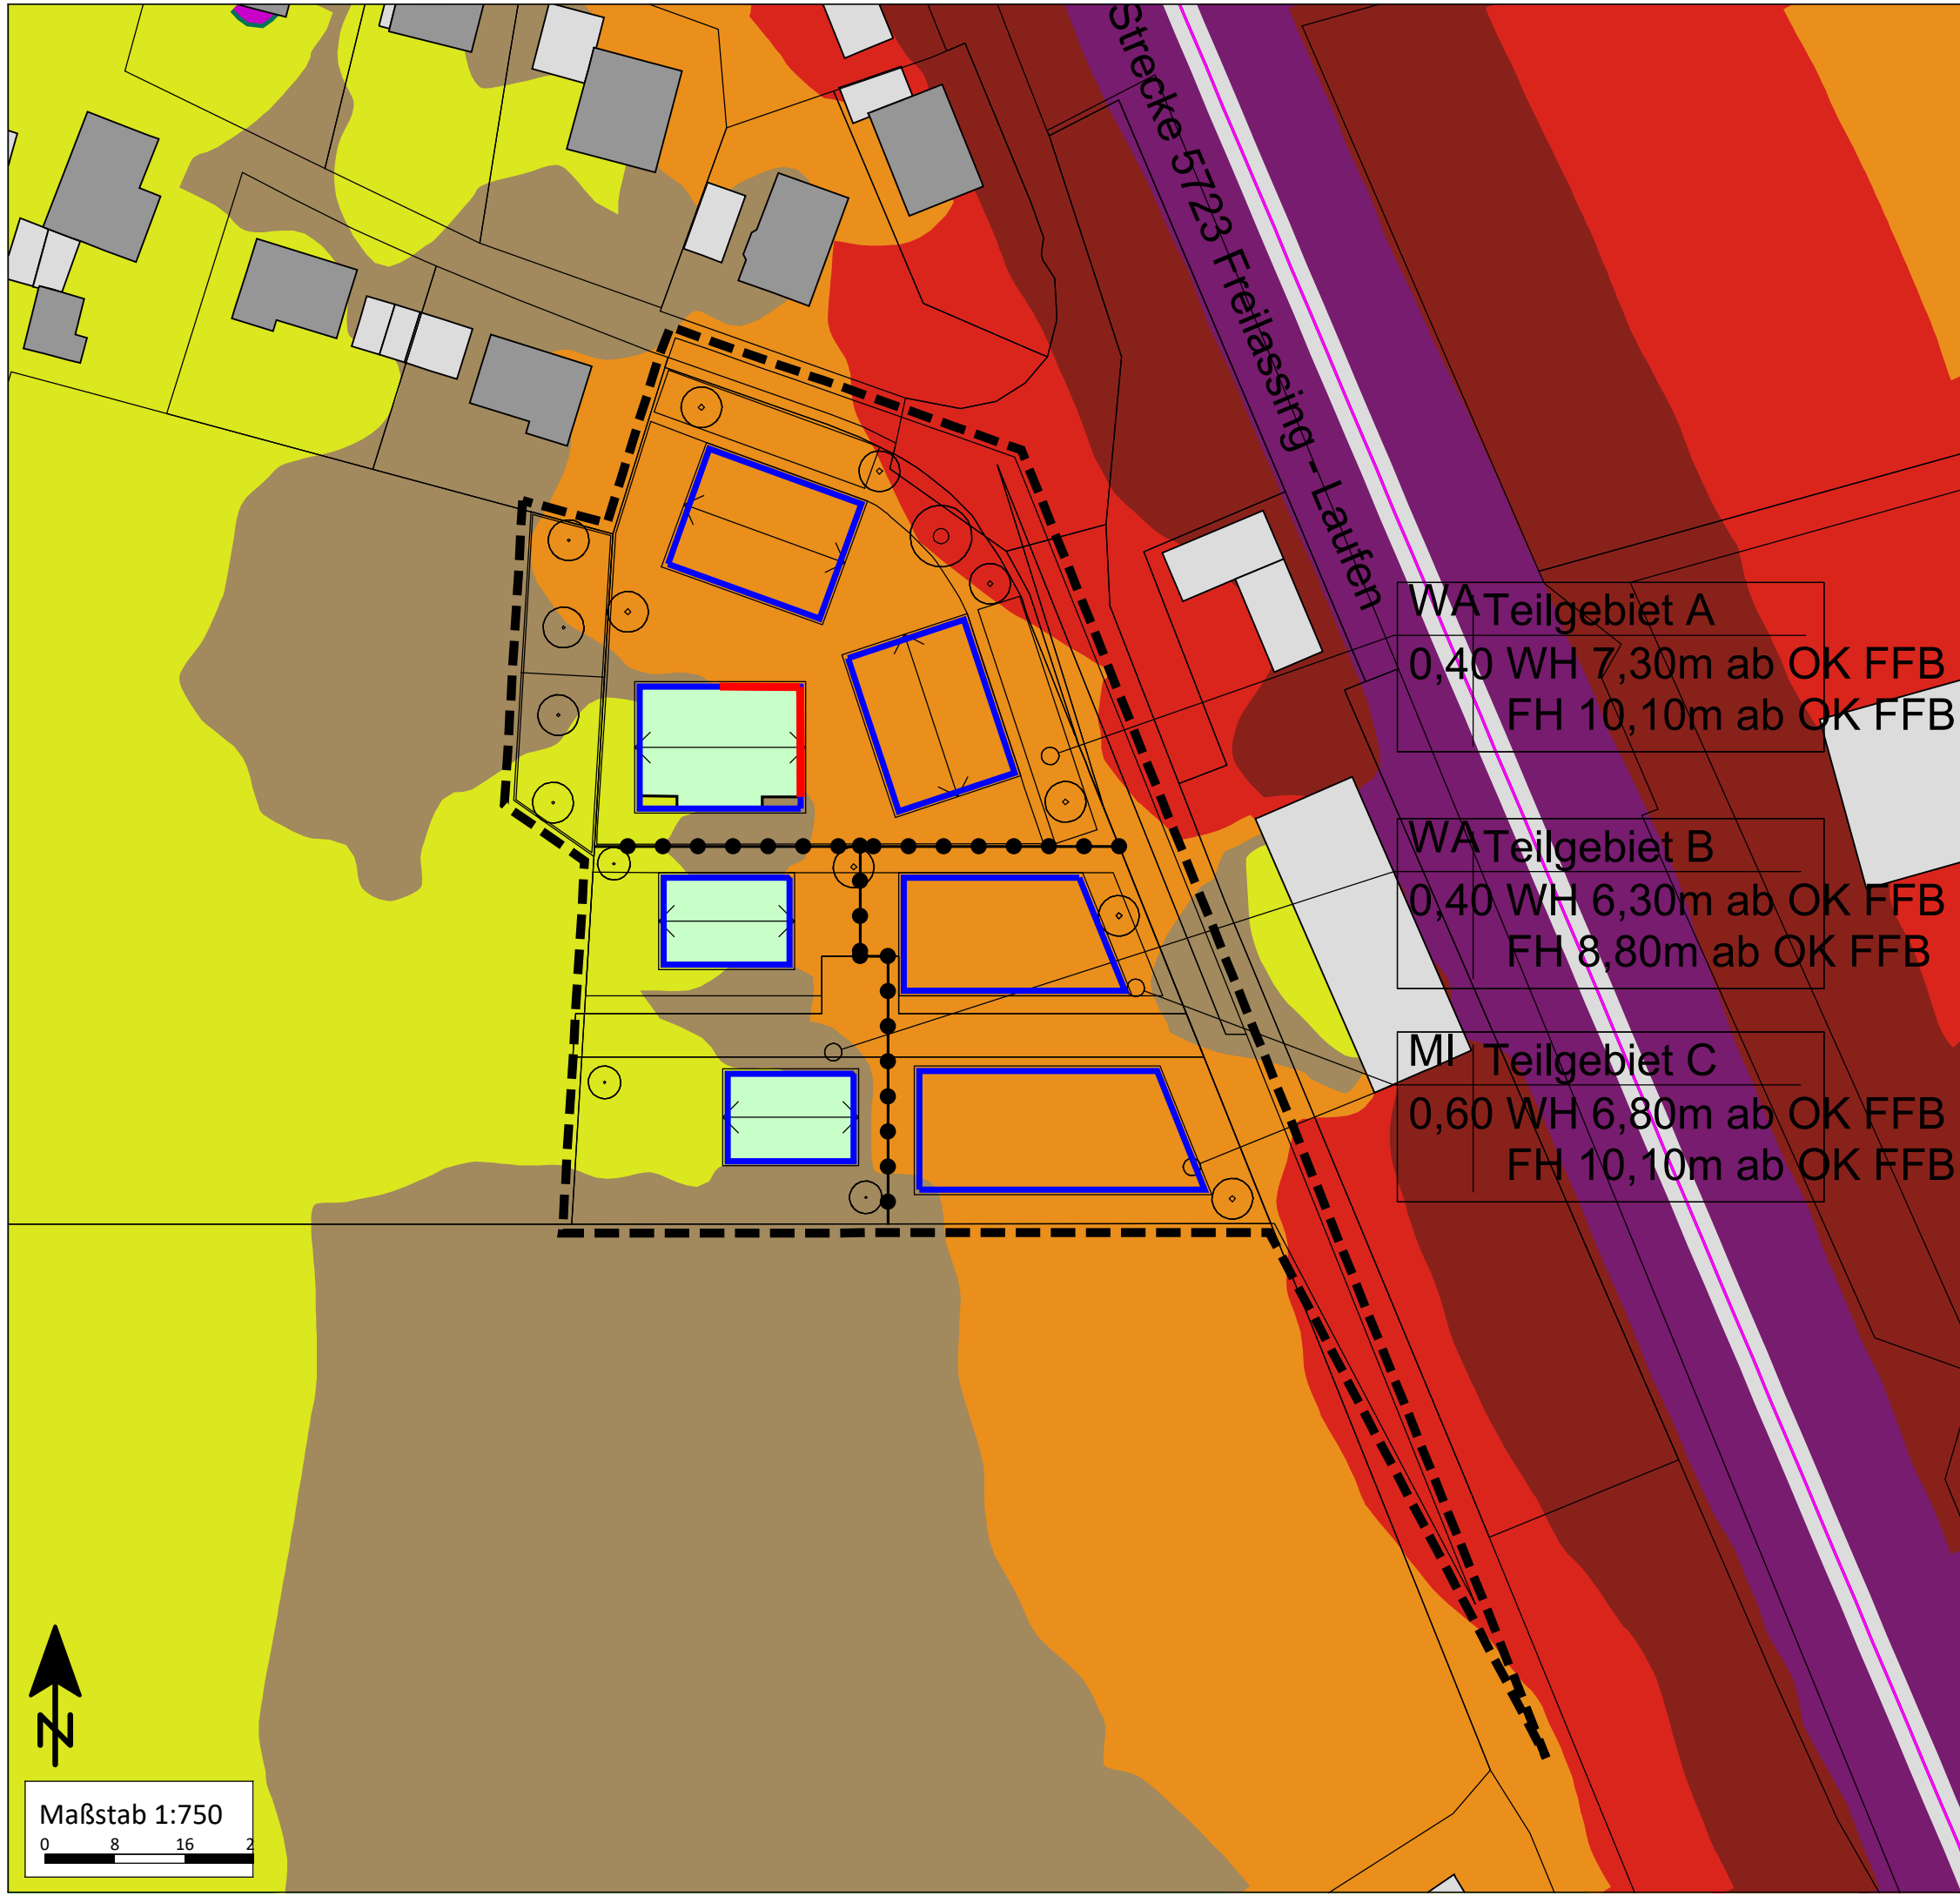 Strecke 5723 Freilassing - Laufen
WA Teilgebiet A
0,40 WH 7,30m ab OK FFB
FH 10,10m ab OK FFB
WA Teilgebiet B
0,40 WH 6,30m ab OK FFB
FH 8,80m ab OK FFB
MI Teilgebiet C
0,60 WH 6,80m ab OK FFB
FH 10,10m ab OK FFB
N
Maßstab 1:750
0 8 16 2